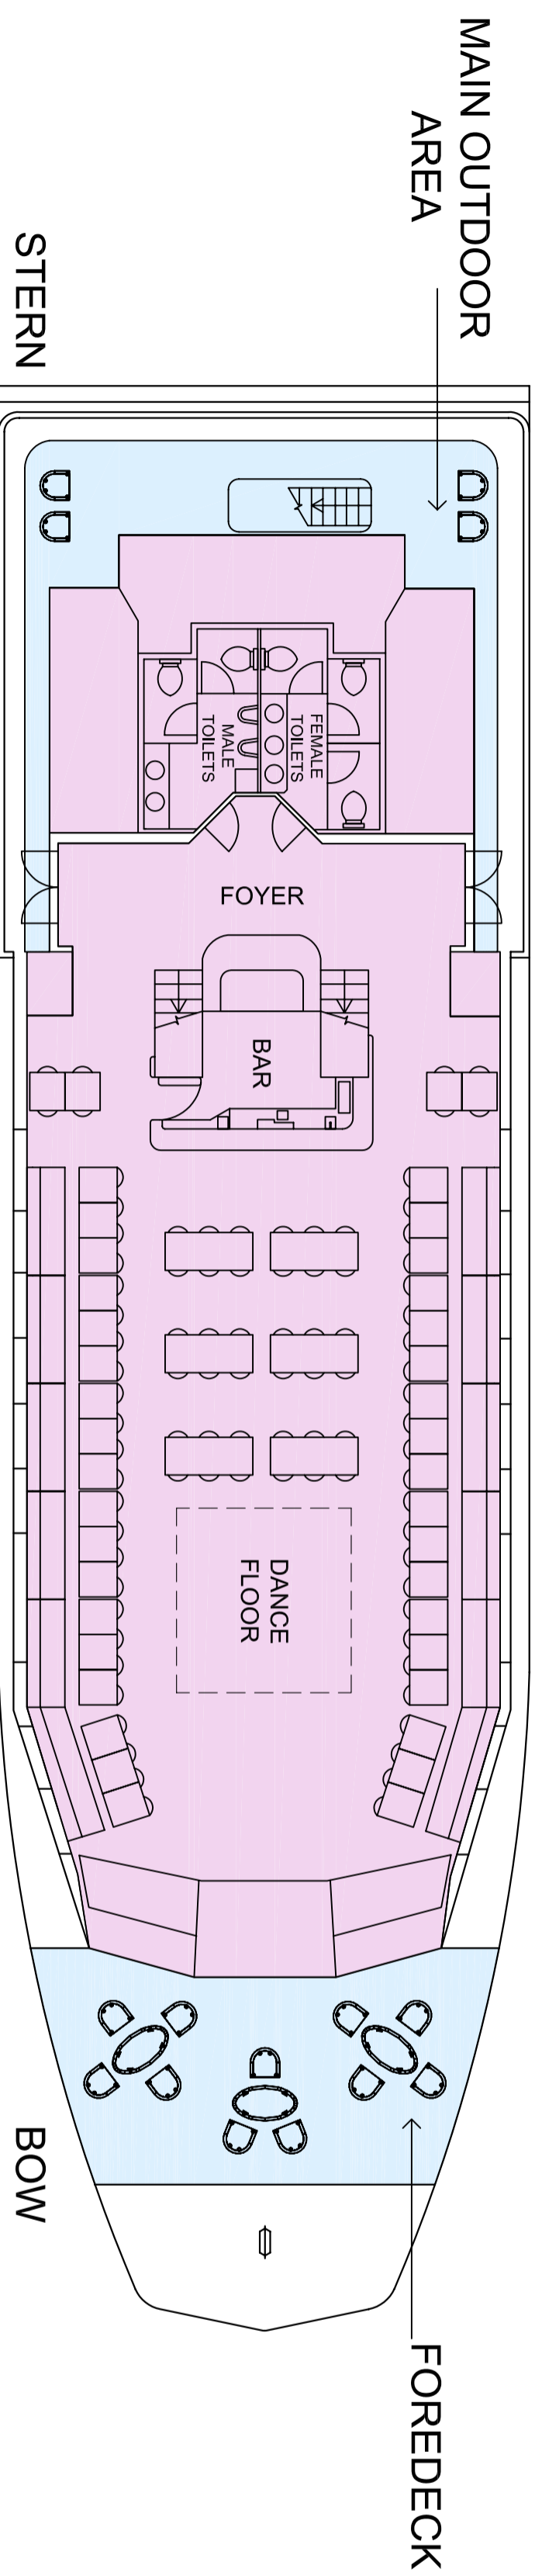 MAIN OUTDOOR
AREA
STERN
FEMALE
TOILETS
MALE
TOILETS
FOYER
BAR
DANCE
FLOOR
BOW
FOREDECK